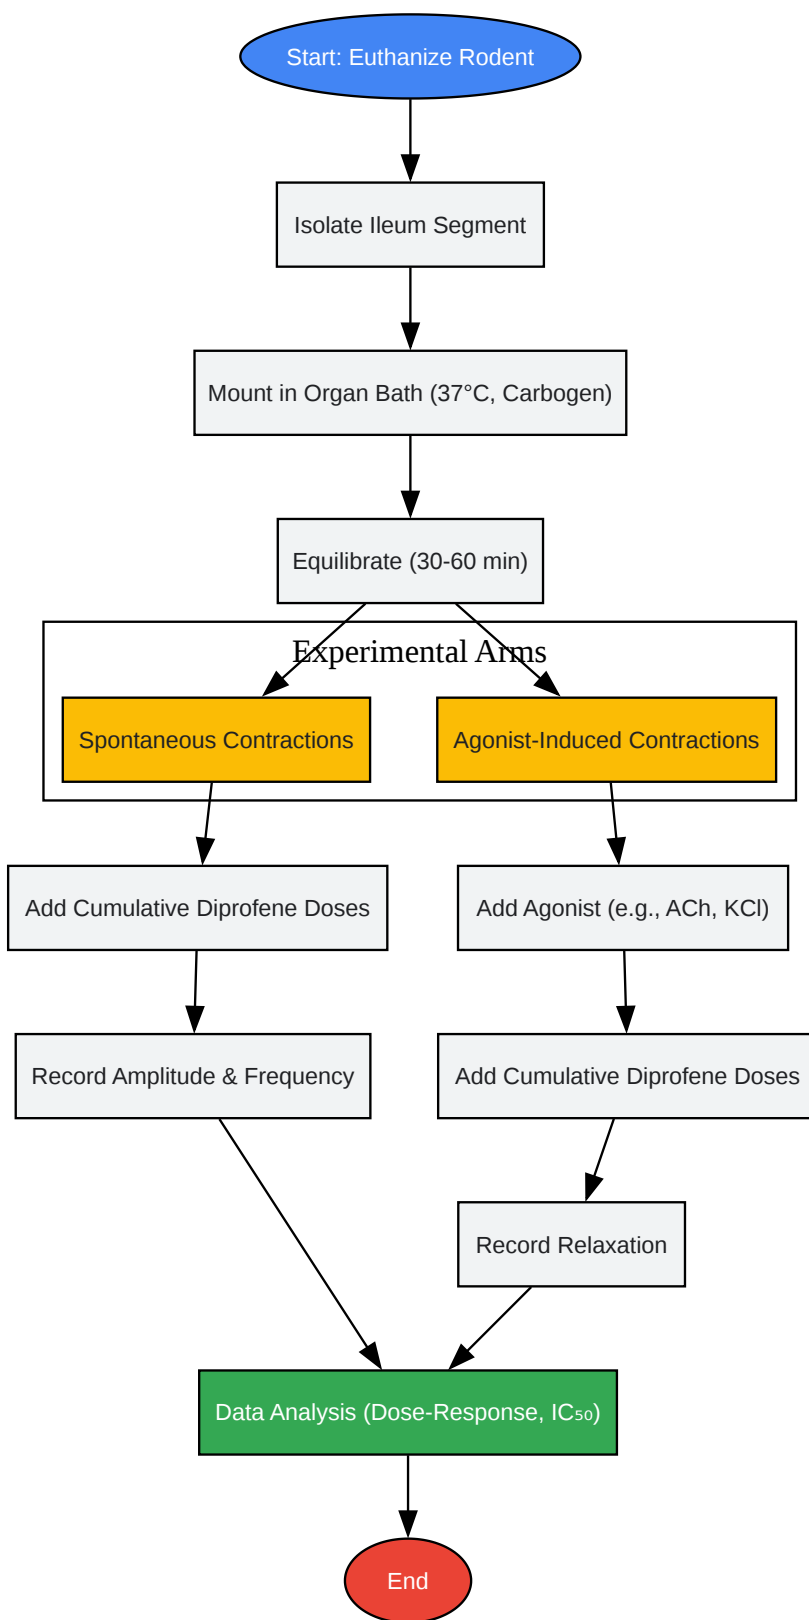 Start: Euthanize Rodent
Isolate Ileum Segment
Mount in Organ Bath (37°C, Carbogen)
Equilibrate (30-60 min)
Experimental Arms
Spontaneous Contractions
Agonist-Induced Contractions
Add Cumulative Diprofene Doses
Add Agonist (e.g., ACh, KCl)
Record Amplitude & Frequency
Add Cumulative Diprofene Doses
Record Relaxation
Data Analysis (Dose-Response, IC₅₀)
End